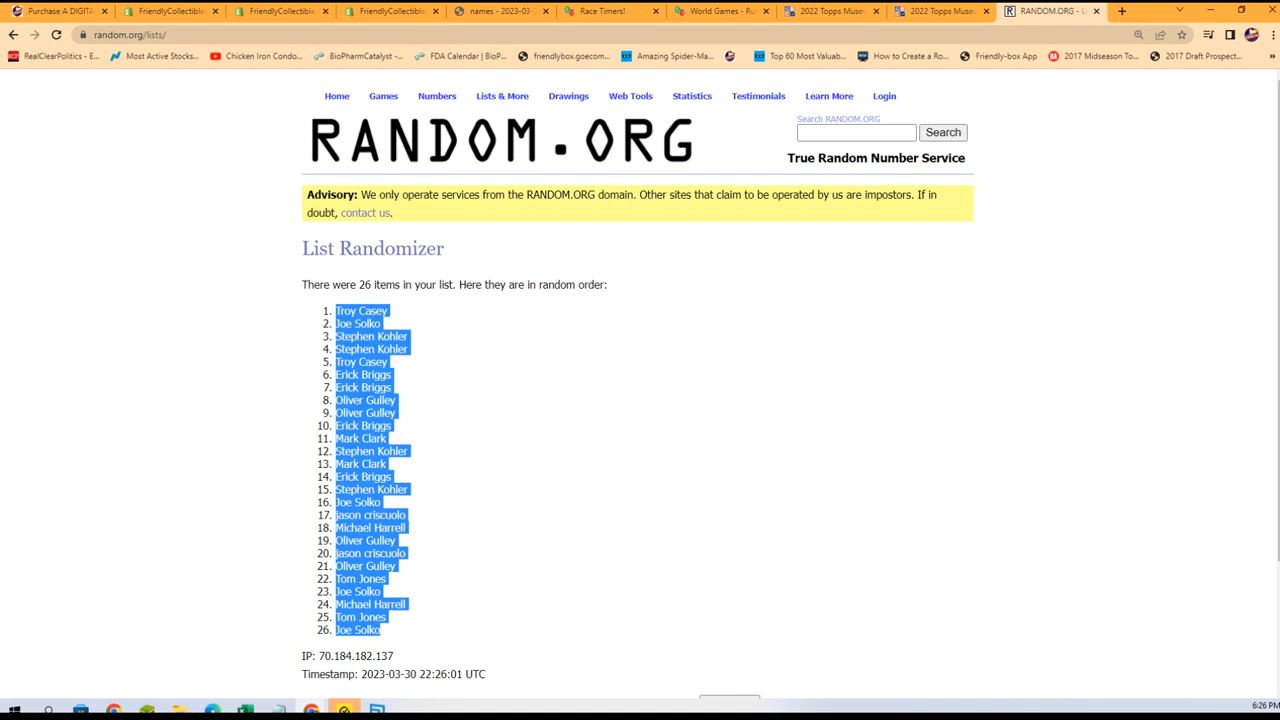 Purchase A DIGITA
FriendlyCollectible
FriendlyCollectible
FriendlyCollectible
names - 2023-03-
Race Timers!
World Games - Ru
2022 Topps Muse
2022 Topps Muse
RANDOM.ORG - Li
random.org/lists/
RealClearPolitics - E...
Most Active Stocks...
Chicken Iron Condo...
BioPharmCatalyst -...
FDA Calendar | BioP...
friendlybox.goecom...
Amazing Spider-Ma...
Top 60 Most Valuab...
How to Create a Ro...
Friendly-box App
2017 Midseason To...
2017 Draft Prospect...
»
Home Games Numbers Lists & More Drawings Web Tools Statistics Testimonials Learn More Login
Search RANDOM.ORG
RANDOM.ORG
Search
True Random Number Service
Advisory: We only operate services from the RANDOM.ORG domain. Other sites that claim to be operated by us are impostors. If in
doubt, contact us.
List Randomizer
There were 26 items in your list. Here they are in random order:
1. Troy Casey
2. Joe Solko
3. Stephen Kohler
4. Stephen Kohler
5. Troy Casey
6. Erick Briggs
7. Erick Briggs
8. Oliver Gulley
9. Oliver Gulley
10. Erick Briggs
11. Mark Clark
12. Stephen Kohler
13. Mark Clark
14. Erick Briggs
15. Stephen Kohler
16. Joe Solko
17. jason criscuolo
18. Michael Harrell
19. Oliver Gulley
20. jason criscuolo
21. Oliver Gulley
22. Tom Jones
23. Joe Solko
24. Michael Harrell
25. Tom Jones
26. Joe Solko
IP: 70.184.182.137
Timestamp: 2023-03-30 22:26:01 UTC
6:26 PM